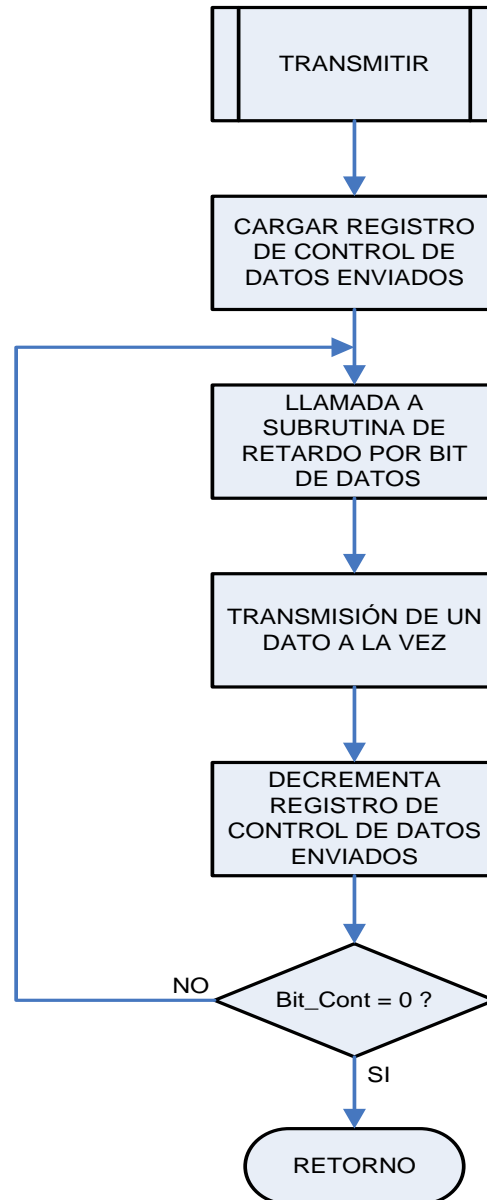 TRANSMITIR
CARGAR REGISTRO
DE CONTROL DE
DATOS ENVIADOS
LLAMADA A
SUBRUTINA DE
RETARDO POR BIT
DE DATOS
TRANSMISIÓN DE UN
DATO A LA VEZ
DECREMENTA
REGISTRO DE
CONTROL DE DATOS
ENVIADOS
NO
Bit_Cont = 0 ?
SI
RETORNO